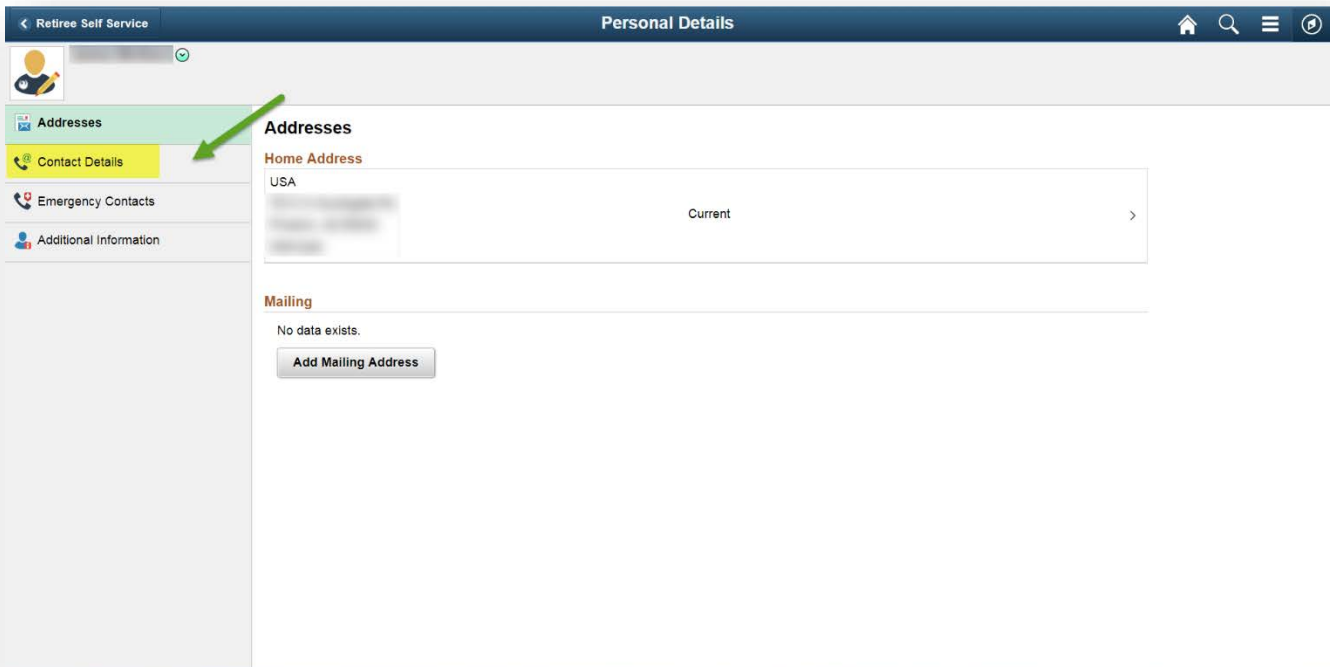 Retiree Self Service
Personal Details
Addresses
Contact Details
Emergency Contacts
Additional Information
Addresses
Home Address
USA
Current
Mailing
No data exists.
Add Mailing Address